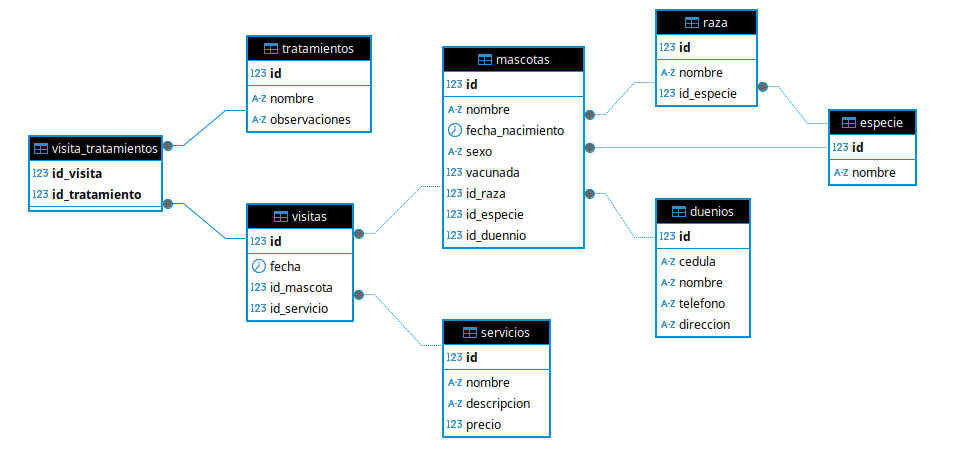 visita_tratamientos
123 id_visita
123 id_tratamiento
tratamientos
123 id
A-Z nombre
A-Z observaciones
visitas
123 id
fecha
123 id_mascota
123 id_servicio
mascotas
123 id
A-Z nombre
fecha_nacimiento
A-Z sexo
123 vacunada
123 id_raza
123 id_especie
123 id_duennio
servicios
123 id
A-Z nombre
A-Z descripcion
123 precio
raza
123 id
A-Z nombre
123 id_especie
duenios
123 id
A-Z cedula
A-Z nombre
A-Z telefono
A-Z direccion
especie
123 id
A-Z nombre